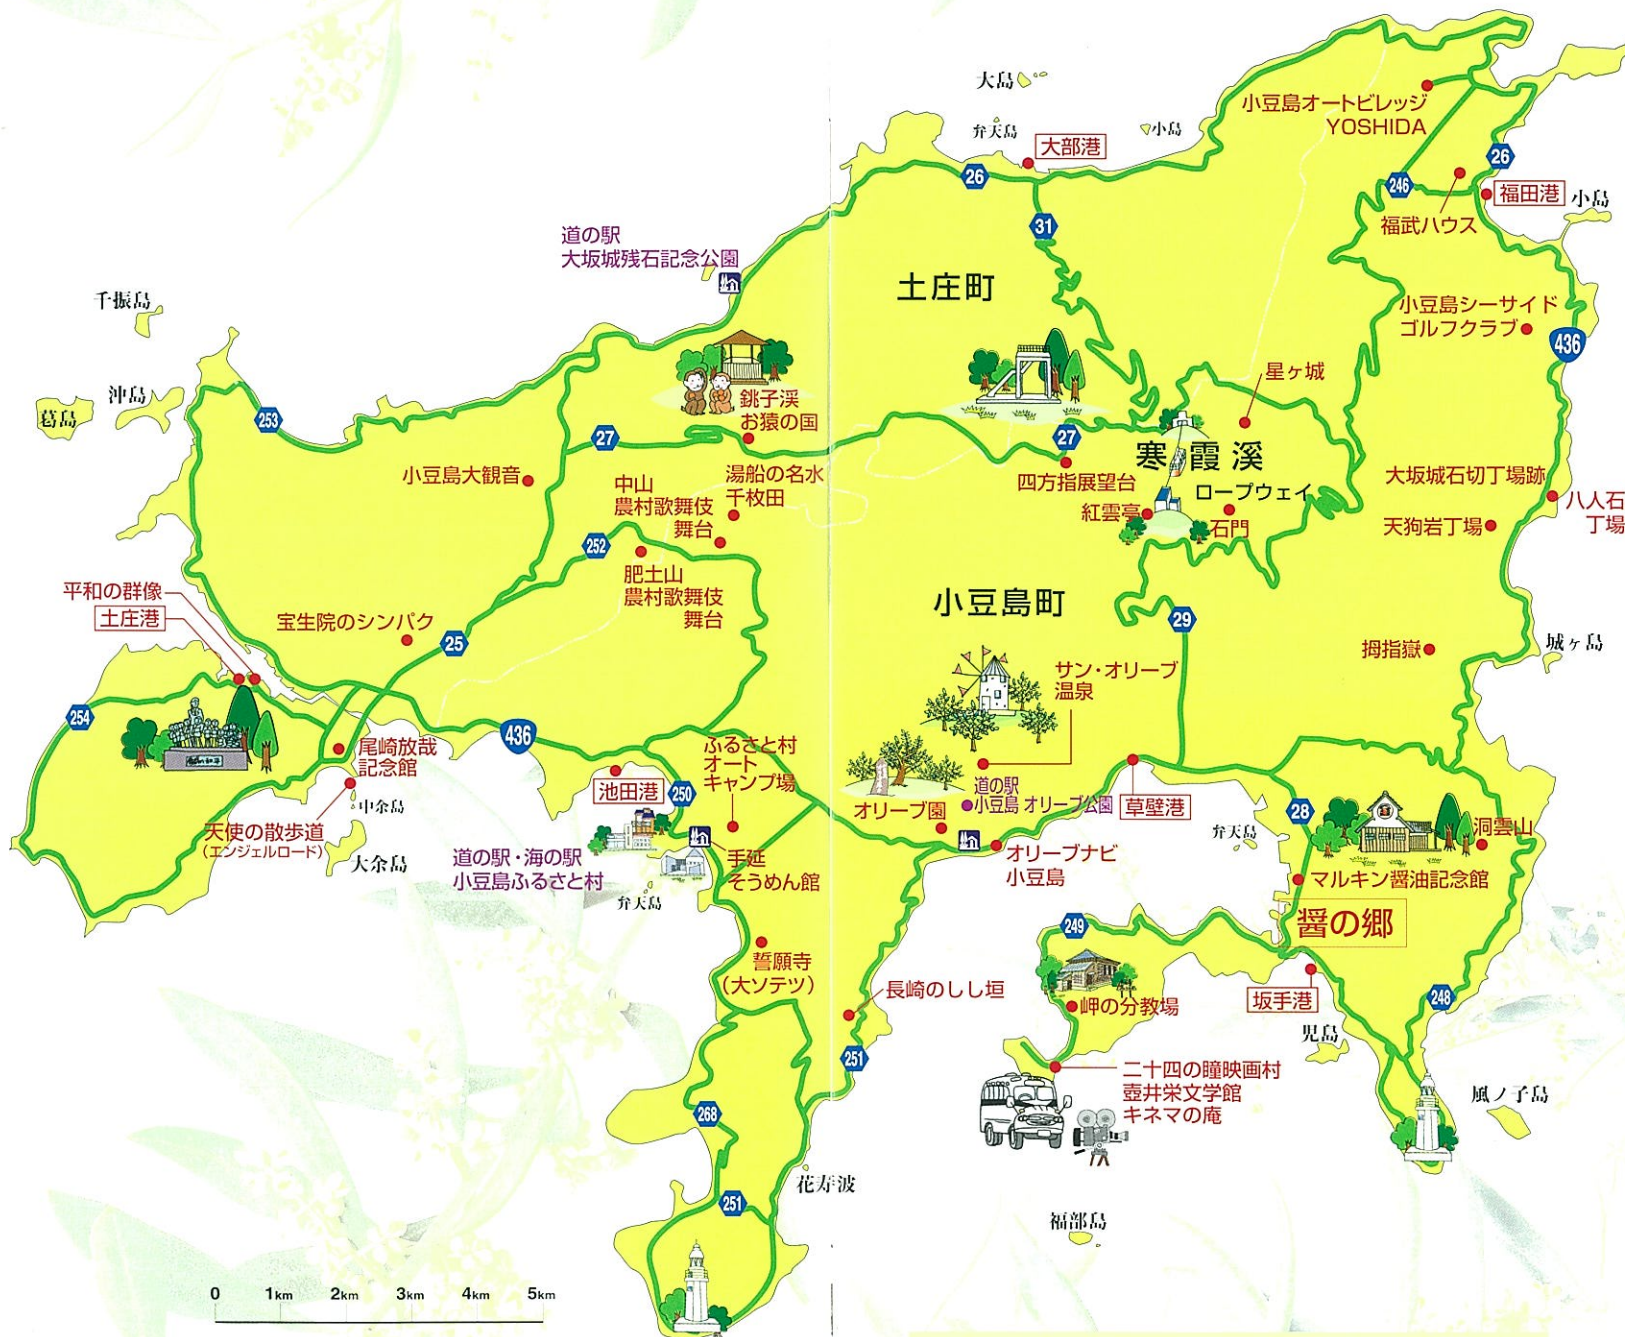 大島
弁天島
大部港
小島
小豆島オートビレッジ
YOSHIDA
26
26
246
福田港
小島
福武ハウス
31
道の駅
大坂城残石記念公園
土庄町
千振島
沖島
葛島
253
小豆島シーサイド
ゴルフクラブ
436
星ヶ城
銚子渓
お猿の国
27
27
寒霞渓
四方指展望台
ロープウェイ
紅雲亭
石門
大坂城石切丁場跡
八人石
丁場
天狗岩丁場
小豆島大観音
中山
農村歌舞伎
舞台
湯船の名水
千枚田
252
肥土山
農村歌舞伎
舞台
平和の群像
土庄港
宝生院のシンパク
25
小豆島町
29
城ヶ島
拇指嶽
サン・オリーブ
温泉
254
436
尾崎放哉
記念館
中余島
天使の散歩道
(エンジェルロード)
大余島
池田港
250
ふるさと村
オート
キャンプ場
道の駅・海の駅
小豆島ふるさと村
手延
そうめん館
弁天島
道の駅
小豆島 オリーブ公園
オリーブ園
草壁港
オリーブナビ
小豆島
弁天島
28
洞雲山
マルキン醤油記念館
醤の郷
249
岬の分教場
坂手港
248
児島
誓願寺
(大ソテツ)
長崎のしし垣
251
二十四の瞳映画村
壺井栄文学館
キネマの庵
風ノ子島
268
花寿波
251
福部島
0 1km 2km 3km 4km 5km